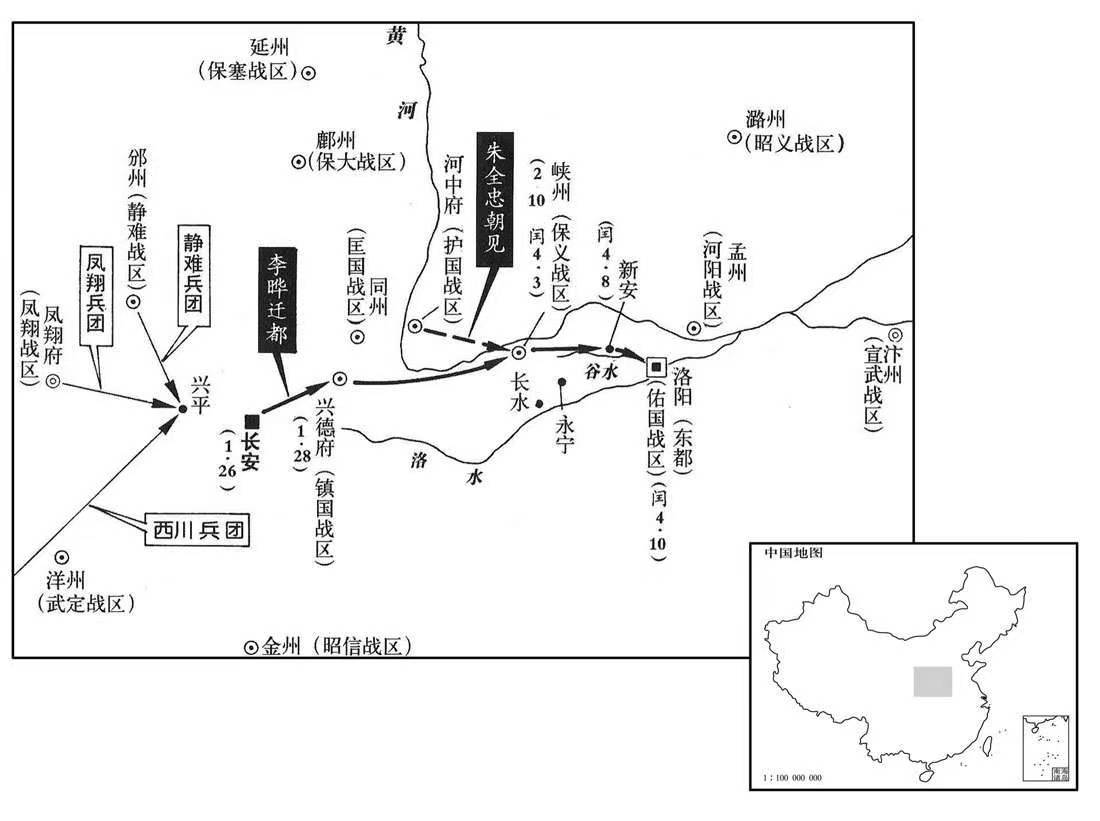 延州
（保塞战区）
黄
河
潞州
（昭义战区）
鄜州
（保大战区）
邠州（静难战区）
静难兵团
凤翔兵团
凤翔府
（凤翔战区）
兴平
李晔迁都
长安
（1·26）
同州
（匡国战区）
河中府（护国战区）
朱全忠朝见
峡州（保义战区）
（2 10 闰4·3）
新安
（闰4·8）
孟州
（河阳战区）
汴州
（宣武战区）
兴德府（镇国战区）
（1·28）
长水
永宁
谷水
洛阳（东都）
（佑国战区）（闰4·10）
洛
水
西川兵团
洋州
（武定战区）
金州（昭信战区）
中国地图
1∶100 000 000
南海
诸岛